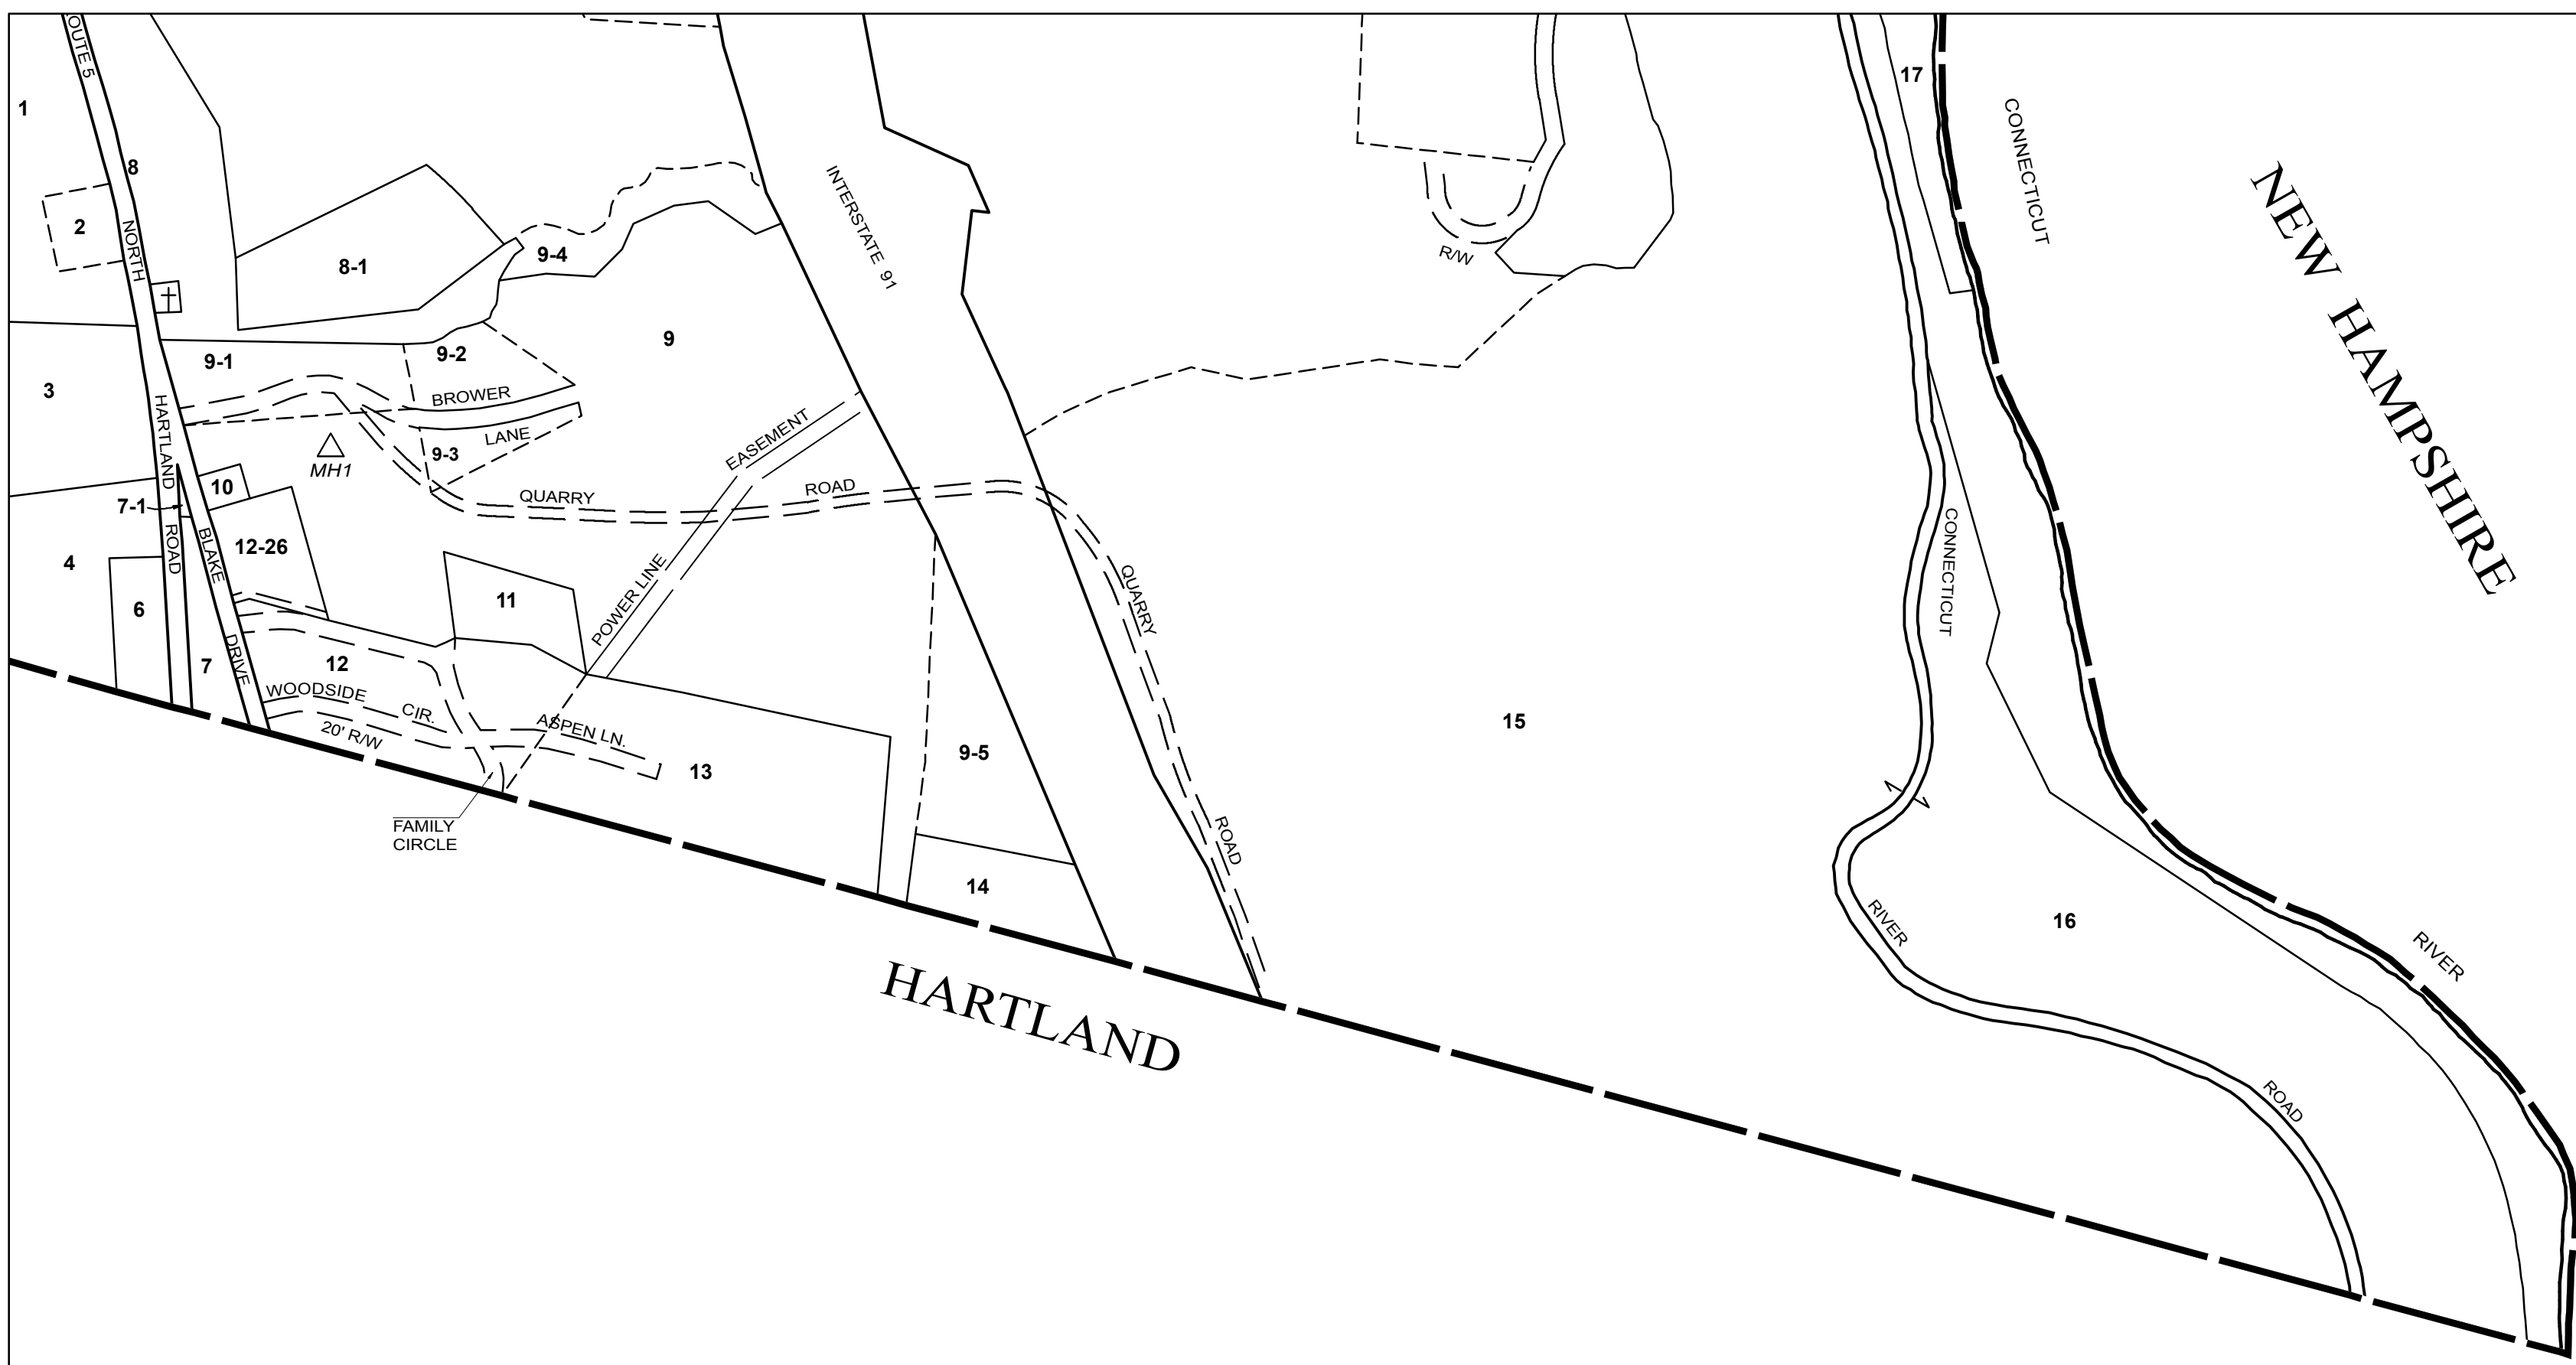 OUTE 5
NORTH
HARTLAND
ROAD
1
2
3
4
6
7
7-1
8
8-1
9-4
9
9-1
9-2
BROWER
LANE
9-3
MH1
10
12-26
BLAKE
DRIVE
QUARRY
ROAD
POWER LINE
EASEMENT
11
12
WOODSIDE
CIR.
20' R/W
ASPEN LN.
13
FAMILY
CIRCLE
9-5
14
INTERSTATE 91
QUARRY
ROAD
R/W
15
17
CONNECTICUT
CONNECTICUT
RIVER
ROAD
16
RIVER
NEW HAMPSHIRE
HARTLAND